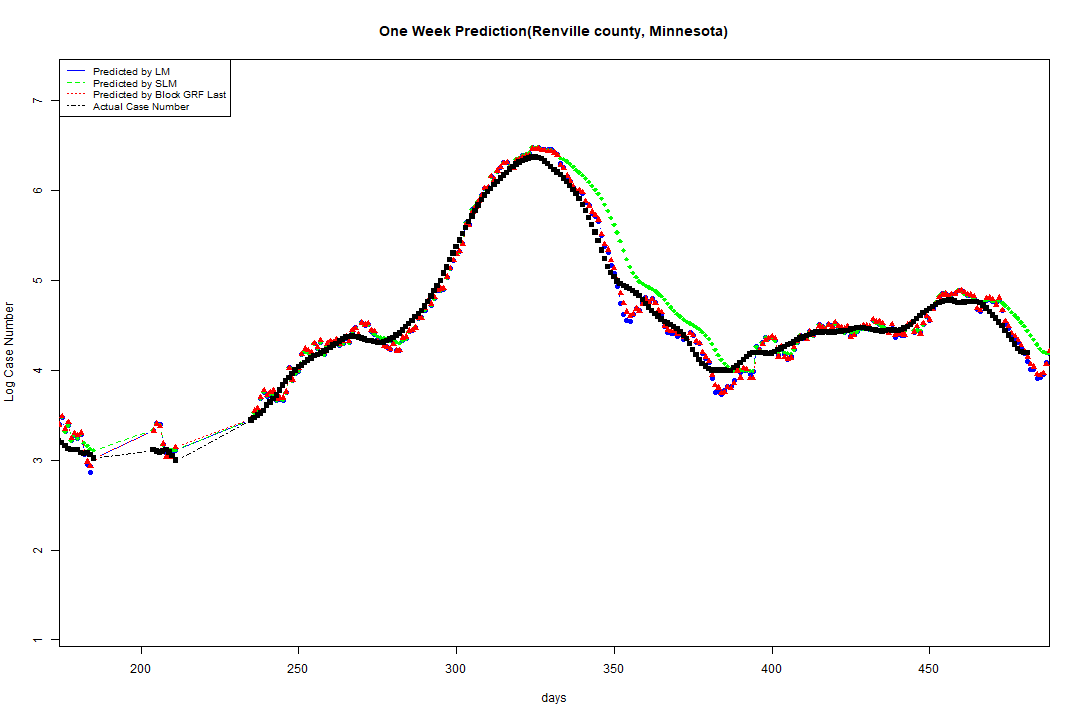 One Week Prediction(Renville county, Minnesota)
Predicted by LM
Predicted by SLM
Predicted by Block GRF Last
Actual Case Number
7
6
5
4
3
2
1
Log Case Number
200 250 300 350 400 450
days